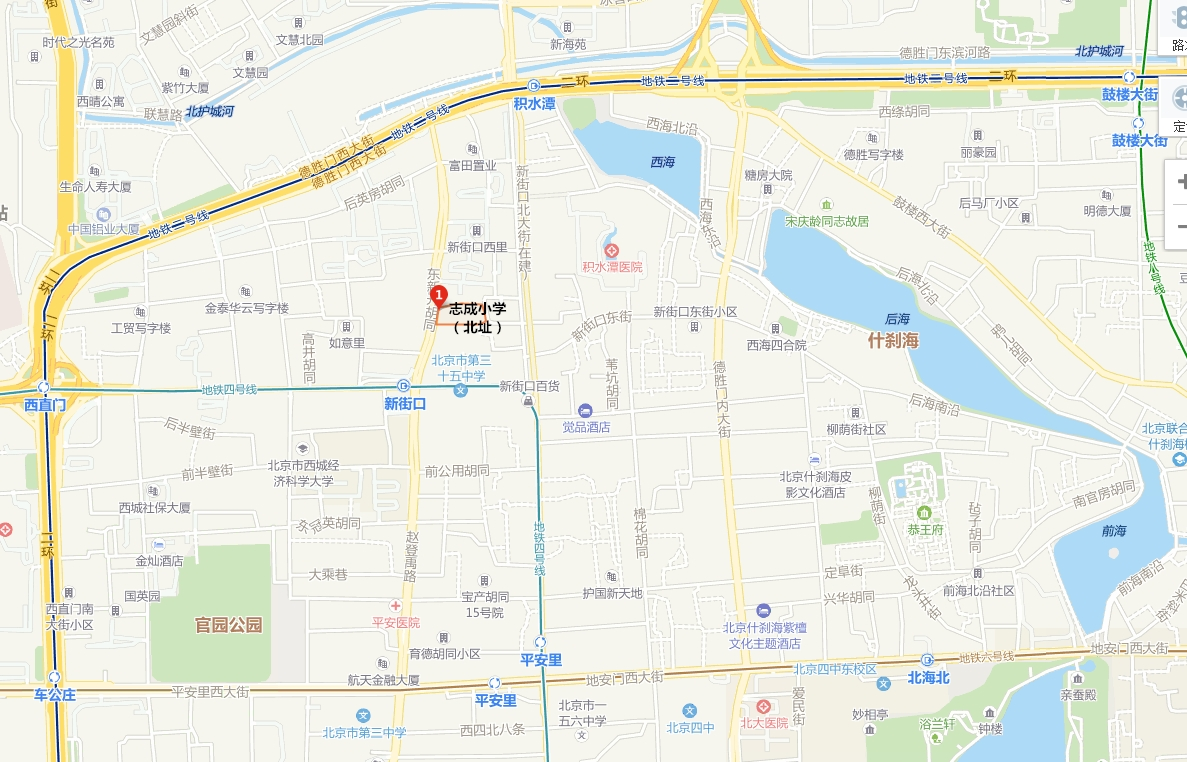 街
文慧园斜街
文慧北园
时代之光名苑
新海苑
德胜门东滨河路
北护城河
路
文慧园
紫竹大厦
西晴公寓
联慧路
北护城河
二环
地铁二号线
地铁二号线
二环
积水潭
鼓楼大街
西绦胡同
定
鼓楼大街
地铁二号线
德胜门西大街
德胜门西大街
西海北沿
西海
富田置业
德胜写字楼
丽豪园
糖房大院
生命人寿大厦
后英房胡同
新街口北大街(在建)
后马厂小区
明德大厦
站
中国铝业大厦
地铁二号线
西海东沿
宋庆龄同志故居
鼓楼西大街
新街口西里
积水潭医院
地铁八号线
二环
后海北沿
1
志成小学
（北址）
金泰华云写字楼
工贸写字楼
如意里
高井胡同
新街口东街
新街口东街小区
西海四合院
后海
什刹海
鸦儿胡同
二环
北京市第三
十五中学
苇坑胡同
德胜门内大街
地铁四号线
西直门
新街口
新街口百货
后海南沿
觉品酒店
柳荫街社区
后半壁街
北京联合
什刹海
北京市西城经
济科学大学
前半壁街
前公用胡同
北京什刹海皮
影文化酒店
柳荫街
南官房胡同
西城社保大厦
恭王府
毡子胡同
前海
棉花胡同
地铁四号线
二环
赵登禹路
金灿酒店
大乘巷
定阜街
国英园
宝产胡同
15号院
护国新天地
兴华胡同
龙头井街
前海北沿社区
前海南沿
西直门南
大街小区
官园公园
平安医院
北京什刹海紫檀
文化主题酒店
育德胡同小区
平安里
地安门西大街
地铁六号线
北海北
北京四中东校区
航天金融大厦
地安门西大街
车公庄
平安里西大街
平安里
亲蚕殿
爱民街
北京市第三中学
西四北八条
北京市一
五六中学
北京四中
北大医院
妙相亭
浴兰轩
钟楼